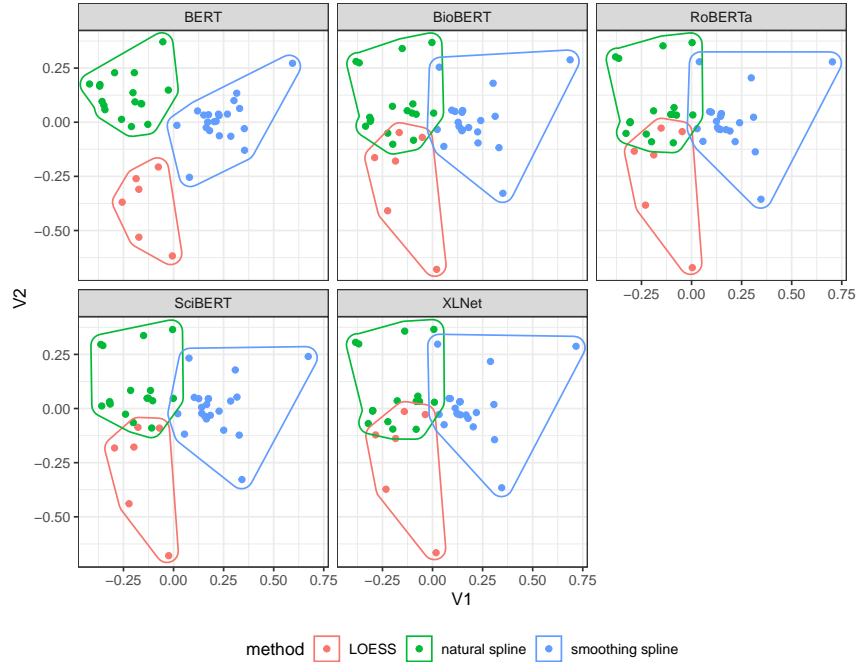 BERT BioBERT RoBERTa
0.25
0.00
−0.25
−0.50
−0.25 0.00 0.25 0.50 0.75
V2
SciBERT XLNet
0.25
0.00
−0.25
−0.50
−0.25 0.00 0.25 0.50 0.75 −0.25 0.00 0.25 0.50 0.75
V1
method LOESS natural spline smoothing spline